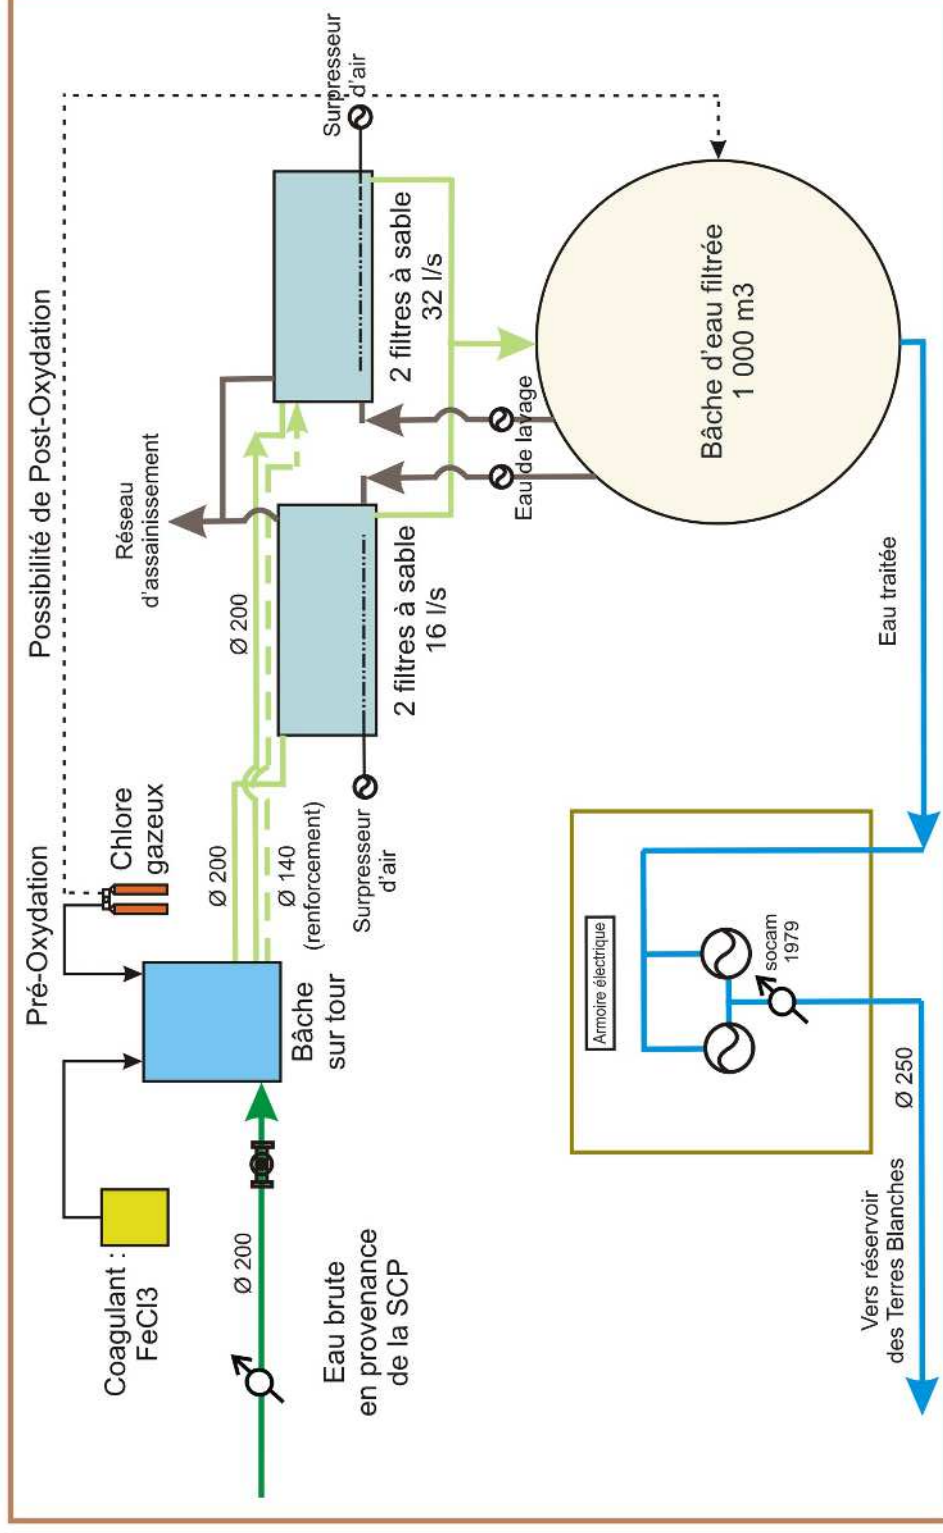 Possibilité de Post-Oxydation
Pré-Oxydation
Coagulant :
FeCl3
Chlore
gazeux
Réseau
d'assainissement
Surpresseur
d'air
Ø 200
Ø 200
Ø 200
Ø 140
(renforcement)
Bâche
sur tour
Eau brute
en provenance
de la SCP
Surpresseur
d'air
2 filtres à sable
16 l/s
2 filtres à sable
32 l/s
Eau de lavage
Bâche d'eau filtrée
1 000 m3
Armoire électrique
socam
1979
Eau traitée
Vers réservoir
des Terres Blanches
Ø 250